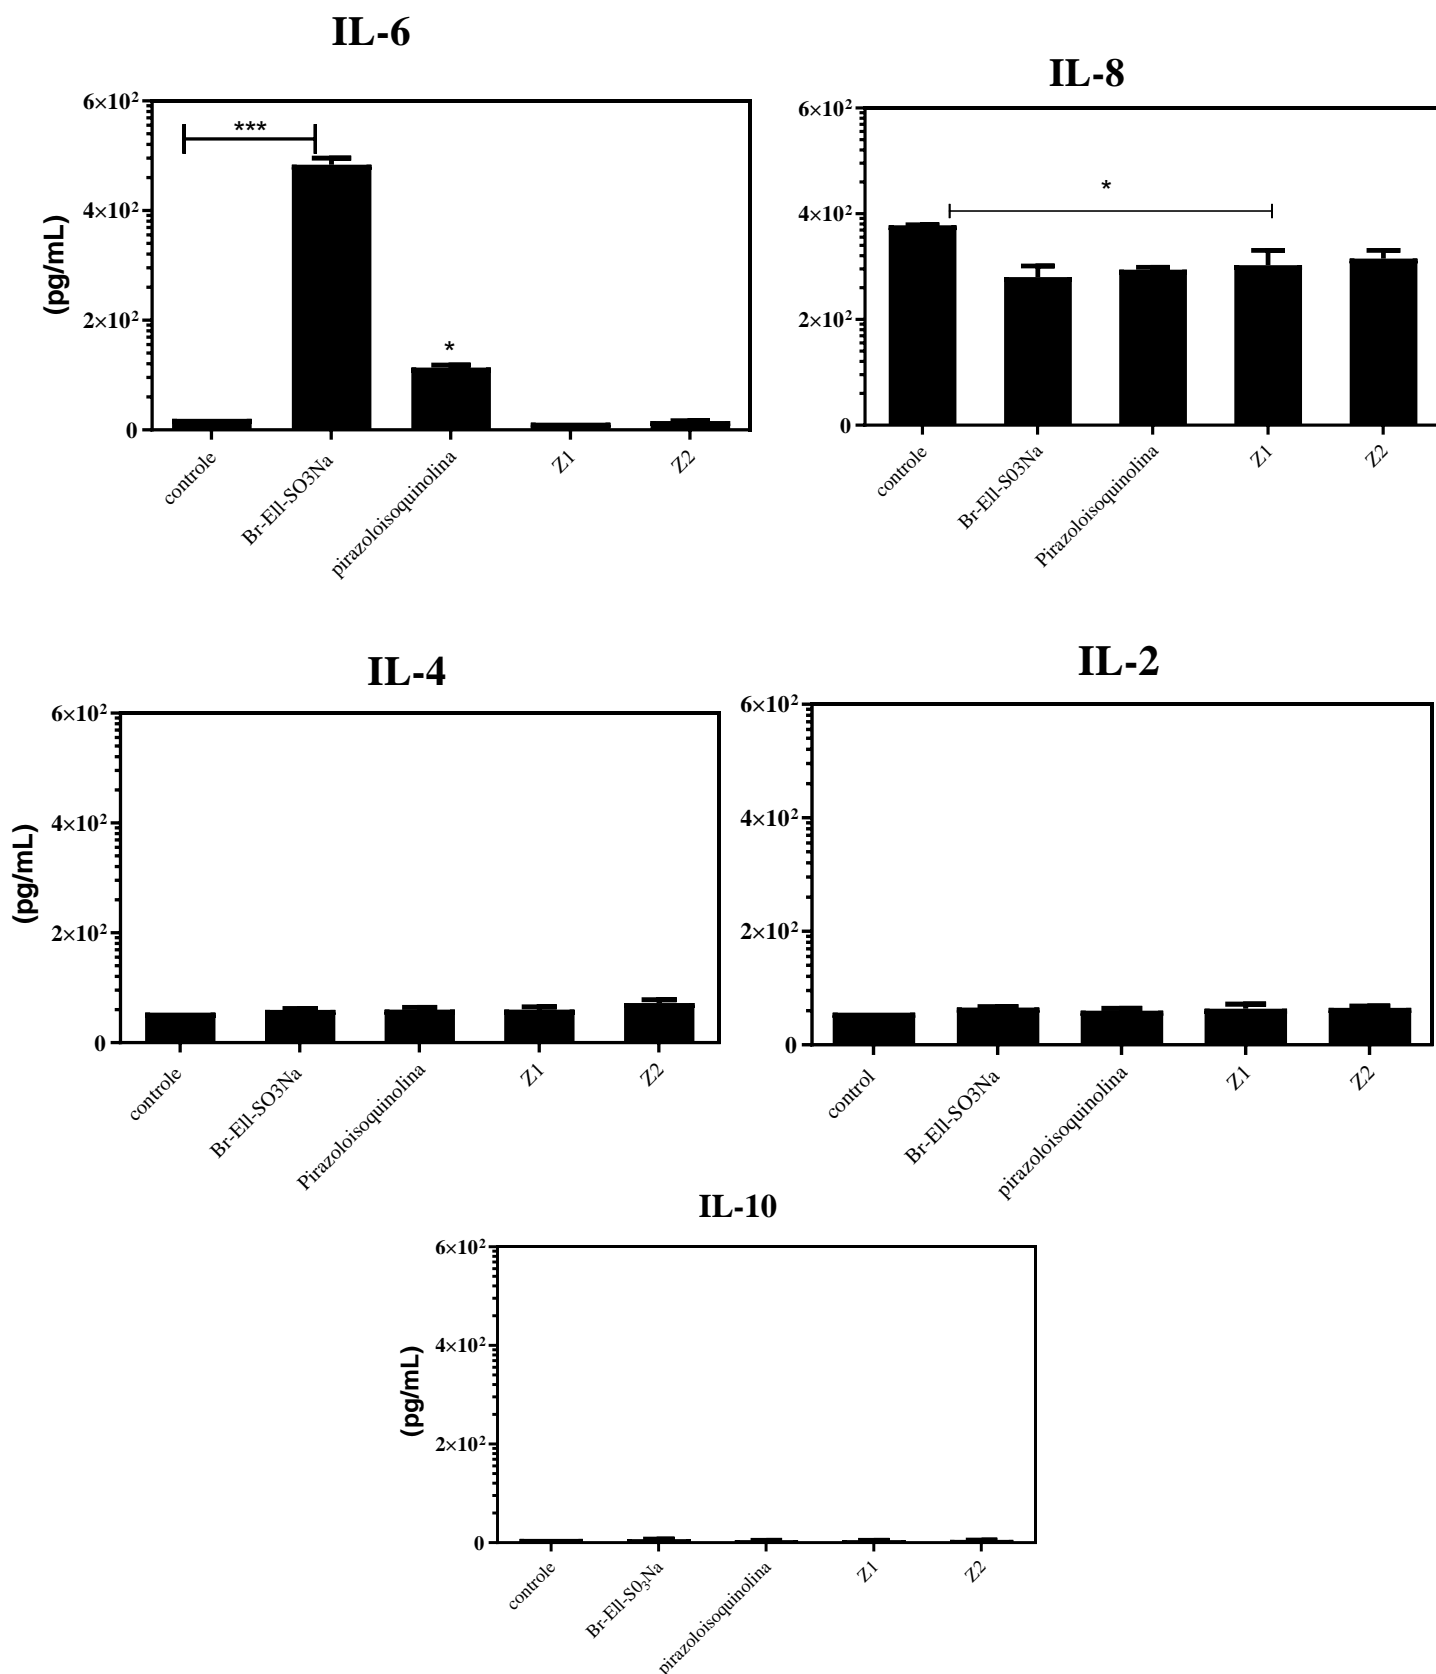 IL-6
6×10²
4×10²
2×10²
0
(pg/mL)
***
*
controle
Br-Ell-SO3Na
pirazoloisoquinolina
Z1
Z2
IL-8
6×10²
4×10²
2×10²
0
*
controle
Br-Ell-S03Na
Pirazoloisoquinolina
Z1
Z2
IL-4
6×10²
4×10²
2×10²
0
(pg/mL)
controle
Br-Ell-SO3Na
Pirazoloisoquinolina
Z1
Z2
IL-2
6×10²
4×10²
2×10²
0
control
Br-Ell-SO3Na
pirazoloisoquinolina
Z1
Z2
IL-10
6×10²
4×10²
2×10²
0
(pg/mL)
controle
Br-Ell-S0₃Na
pirazoloisoquinolina
Z1
Z2